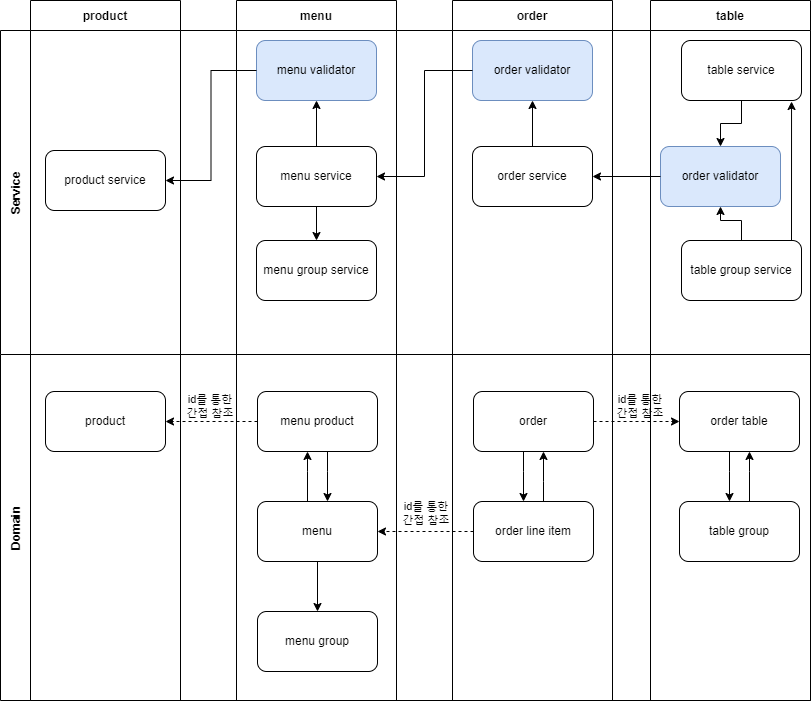 product
menu
order
table
Service
menu validator
order validator
table service
product service
menu service
order service
order validator
menu group service
table group service
Domain
id를 통한
간접 참조
id를 통한
간접 참조
product
menu product
order
order table
id를 통한
간접 참조
menu
order line item
table group
menu group